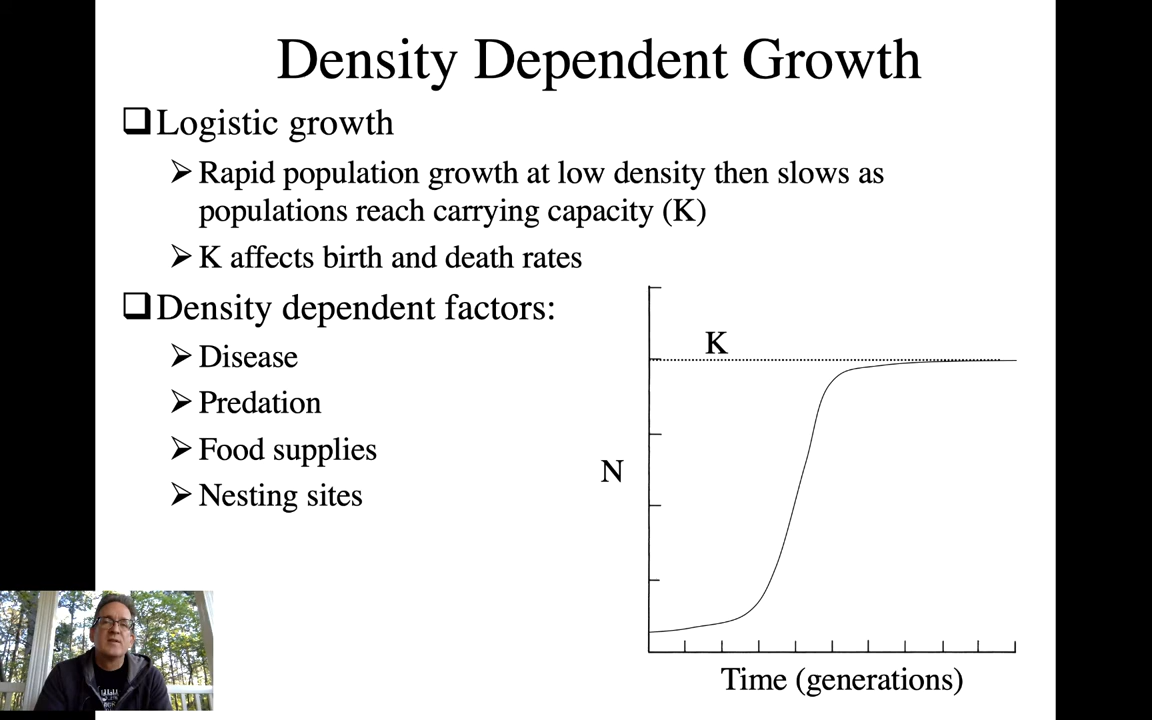 Density Dependent Growth
Logistic growth
Rapid population growth at low density then slows as
populations reach carrying capacity (K)
K affects birth and death rates
Density dependent factors:
Disease
Predation
Food supplies
Nesting sites
K
N
Time (generations)